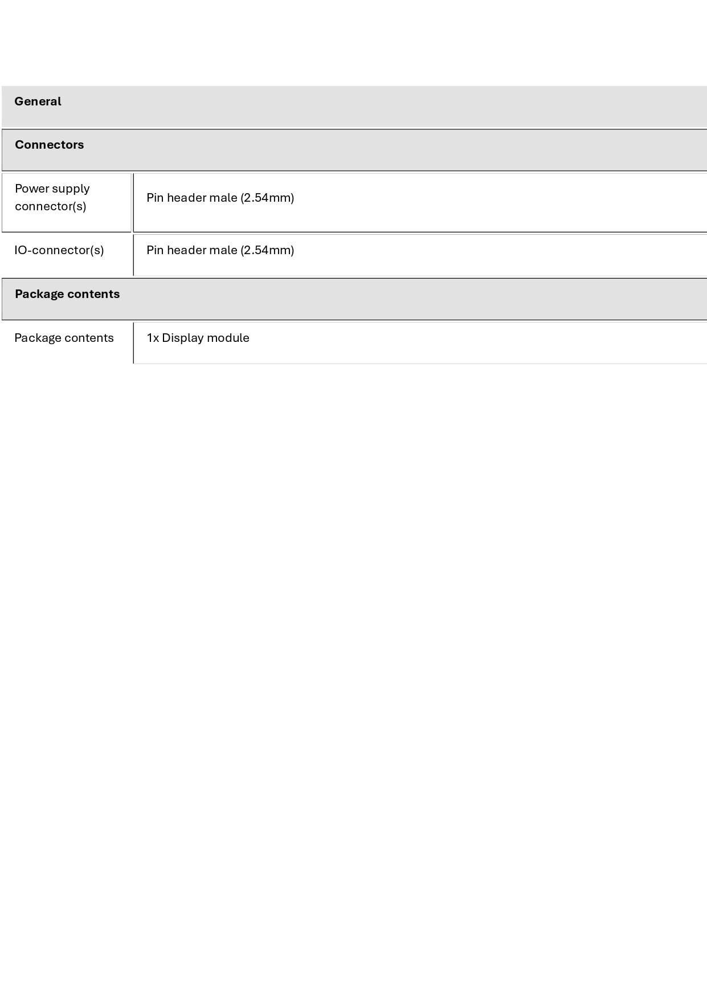 General
Connectors
Power supply
connector(s)
Pin header male (2.54mm)
IO-connector(s)
Pin header male (2.54mm)
Package contents
Package contents
1x Display module